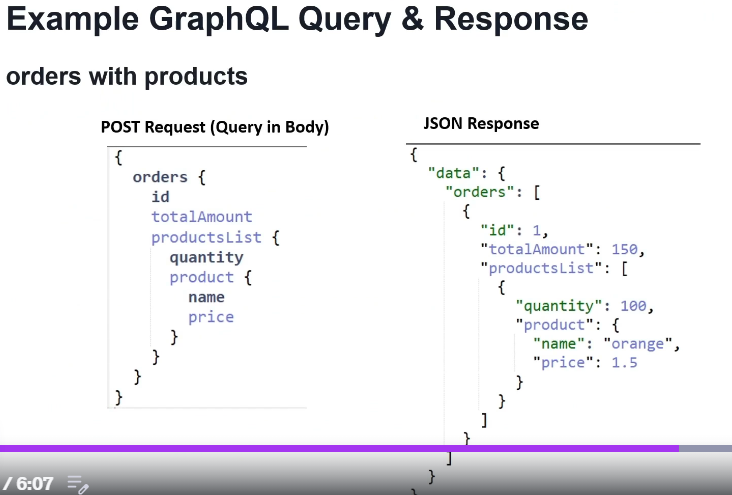 Example GraphQL Query & Response
orders with products
POST Request (Query in Body)
{
orders {
id
totalAmount
productsList {
quantity
product {
name
price
}
}
}
}
JSON Response
{
"data": {
"orders": [
{
"id": 1,
"totalAmount": 150,
"productsList": [
{
"quantity": 100,
"product": {
"name": "orange",
"price": 1.5
}
}
]
}
]
}
}
/ 6:07